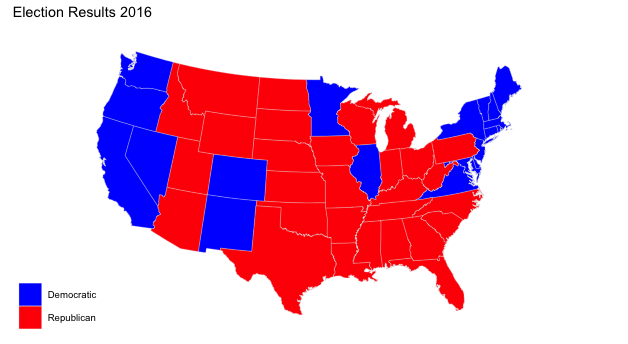 Election Results 2016
Democratic
Republican